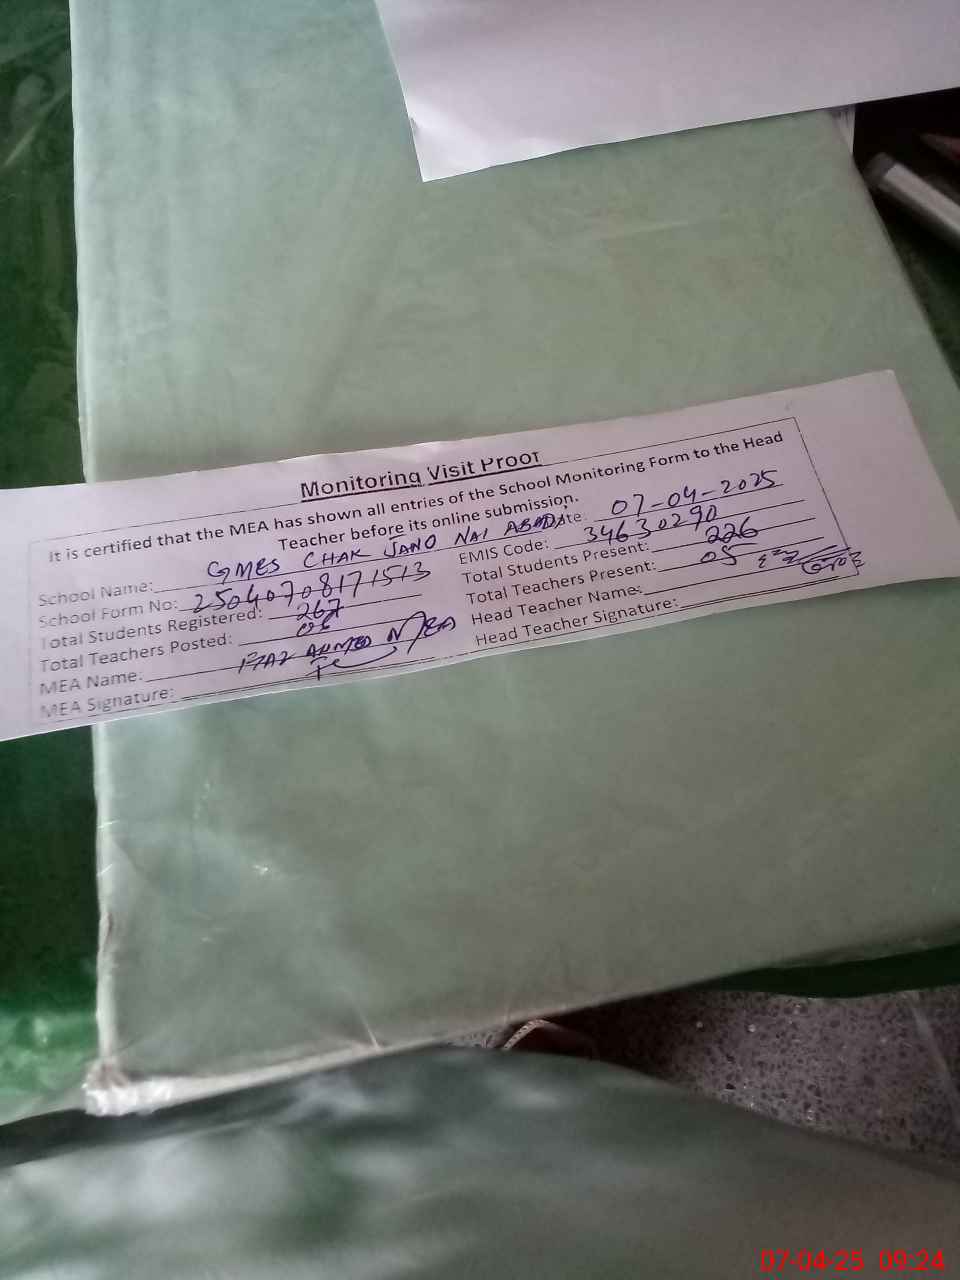 Monitoring Visit Proof
It is certified that the MEA has shown all entries of the School Monitoring Form to the Head
Teacher before its online submission.
School Name: GMES CHAK JANO NAI ABADI Date: 07-04-2025
School Form No: 25040708171513 EMIS Code: 34630290
Total Students Registered: 267 Total Students Present: 226
Total Teachers Posted: Total Teachers Present: 05
MEA Name: AHMED MEA Head Teacher Name:
MEA Signature: Head Teacher Signature:
07-04-25 09:24